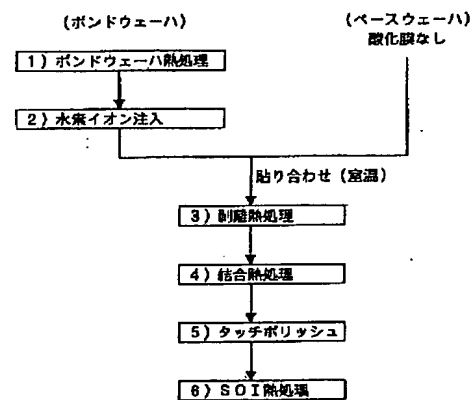 (ボンドウェーハ)
(ベースウェーハ)
酸化膜なし
1)ボンドウェーハ熱処理
2)水素イオン注入
貼り合わせ(室温)
3)剥離熱処理
4)結合熱処理
5)タッチポリッシュ
6)SOI熱処理